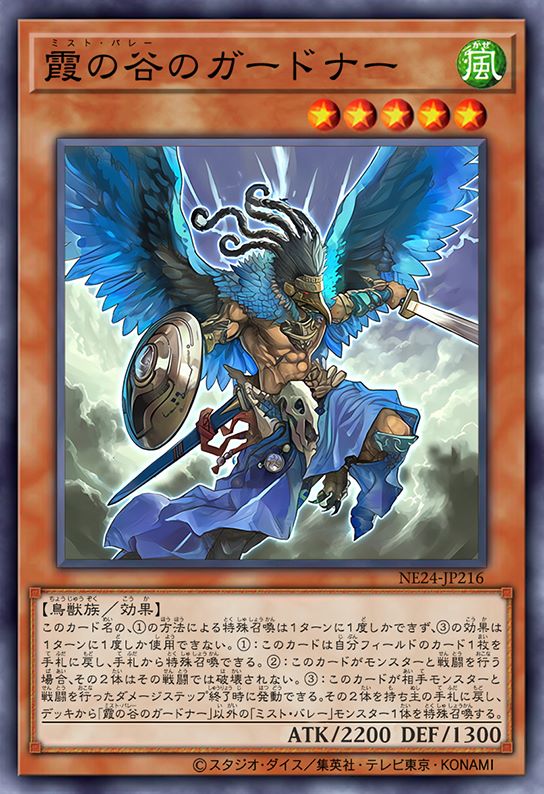 ミスト・バレー
霞の谷のガードナー
かぜ
風
NE24-JP216
【鳥獣族／効果】
このカード名の、①の方法による特殊召喚は１ターンに１度しかできず、③の効果は
１ターンに１度しか使用できない。①：このカードは自分フィールドのカード１枚を
手札に戻し、手札から特殊召喚できる。②：このカードがモンスターと戦闘を行う
場合、その２体はその戦闘では破壊されない。③：このカードが相手モンスターと
戦闘を行ったダメージステップ終了時に発動できる。その２体を持ち主の手札に戻し、
デッキから「霞の谷のガードナー」以外の「ミスト・バレー」モンスター１体を特殊召喚する。
ATK/2200 DEF/1300
©スタジオ・ダイス／集英社・テレビ東京・KONAMI